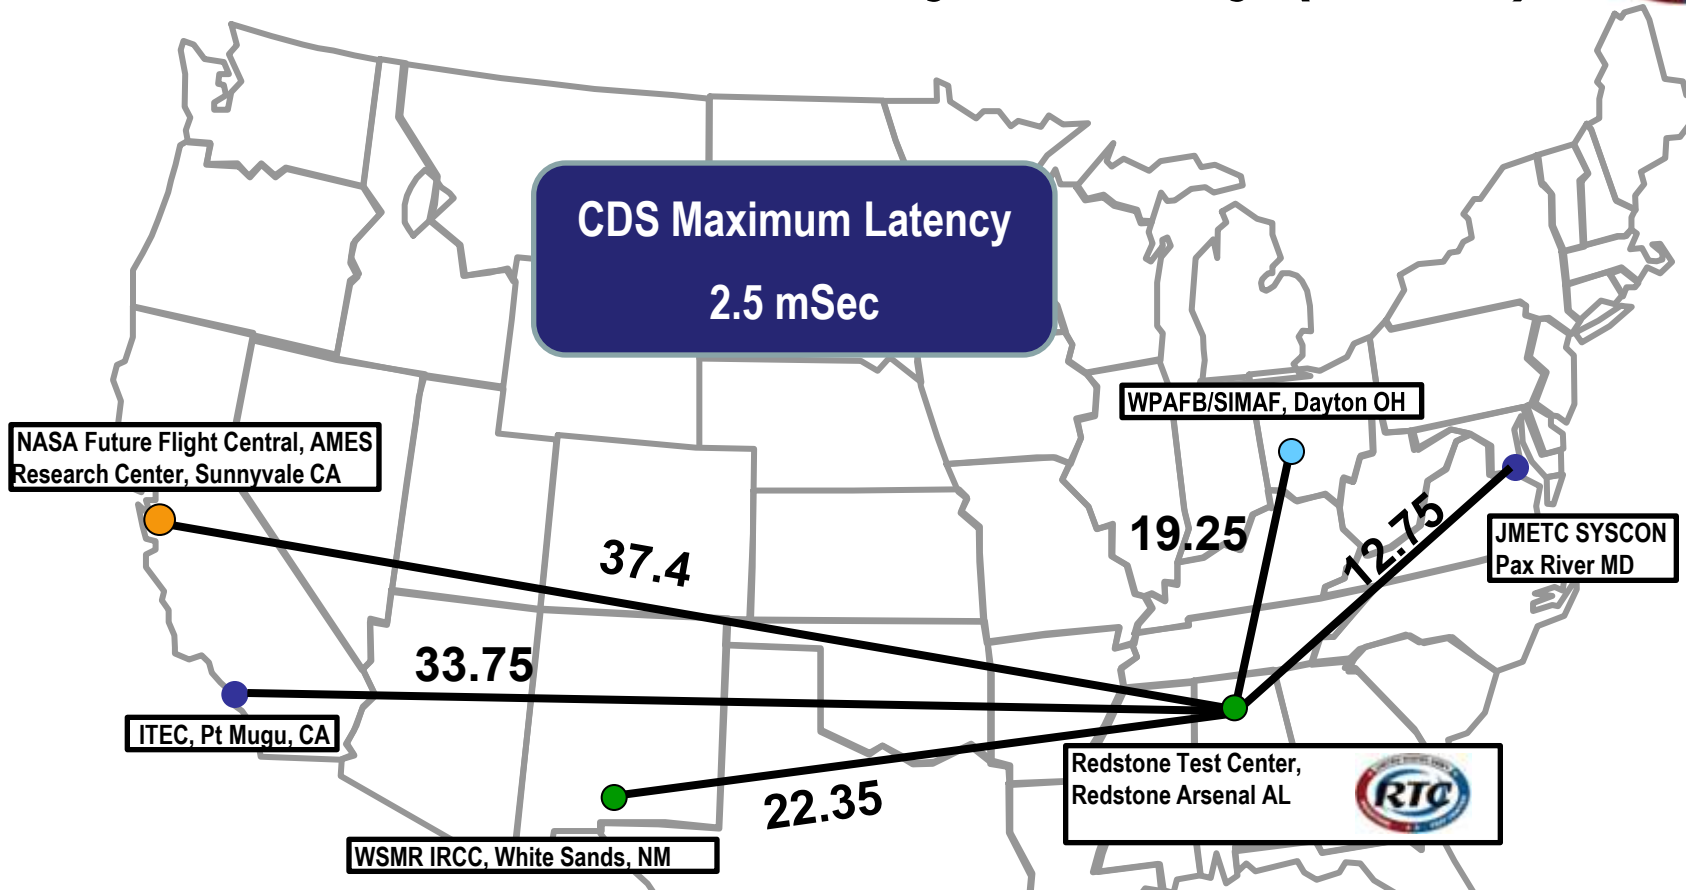 CDS Maximum Latency
2.5 mSec
WPAFB/SIMAF, Dayton OH
NASA Future Flight Central, AMES
Research Center, Sunnyvale CA
37.4
19.25
12.75
JMETC SYSCON
Pax River MD
33.75
ITEC, Pt Mugu, CA
22.35
Redstone Test Center,
Redstone Arsenal AL
RTC
WSMR IRCC, White Sands, NM